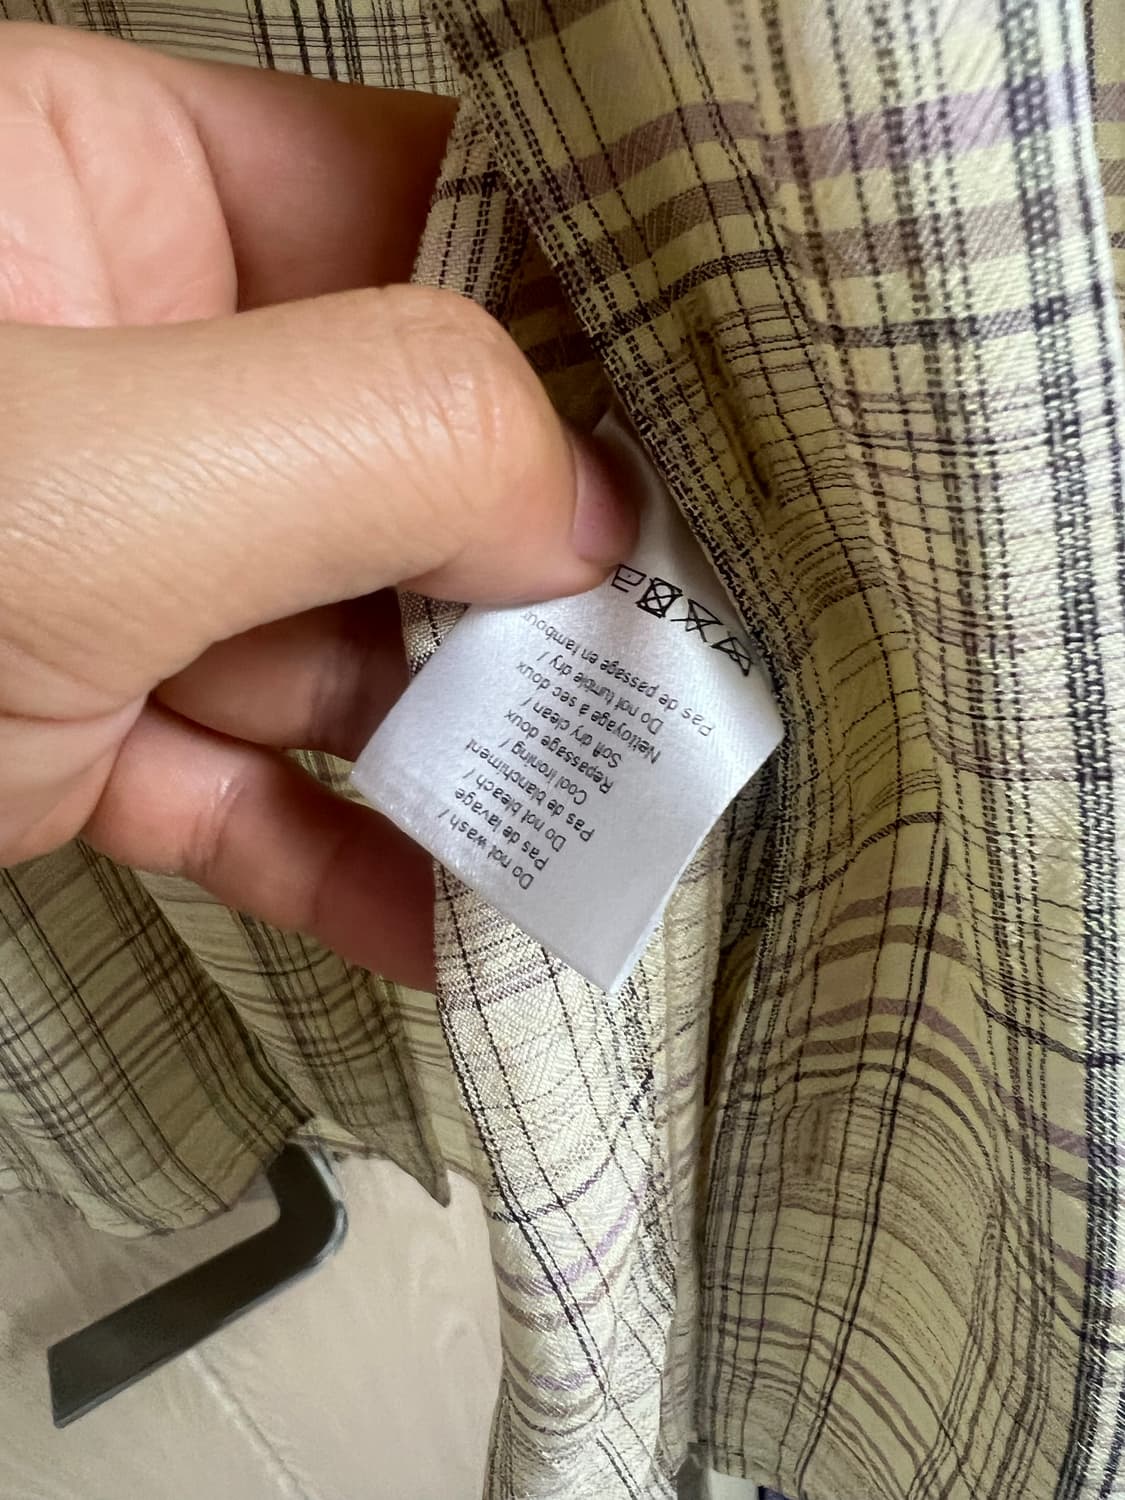 Do not wash /
Pas de lavage
Do not bleach /
Pas de blanchiment
Cool ironing /
Repassage doux
Soft dry clean /
Nettoyage à sec doux
Do not tumble dry /
Pas de passage en tambour